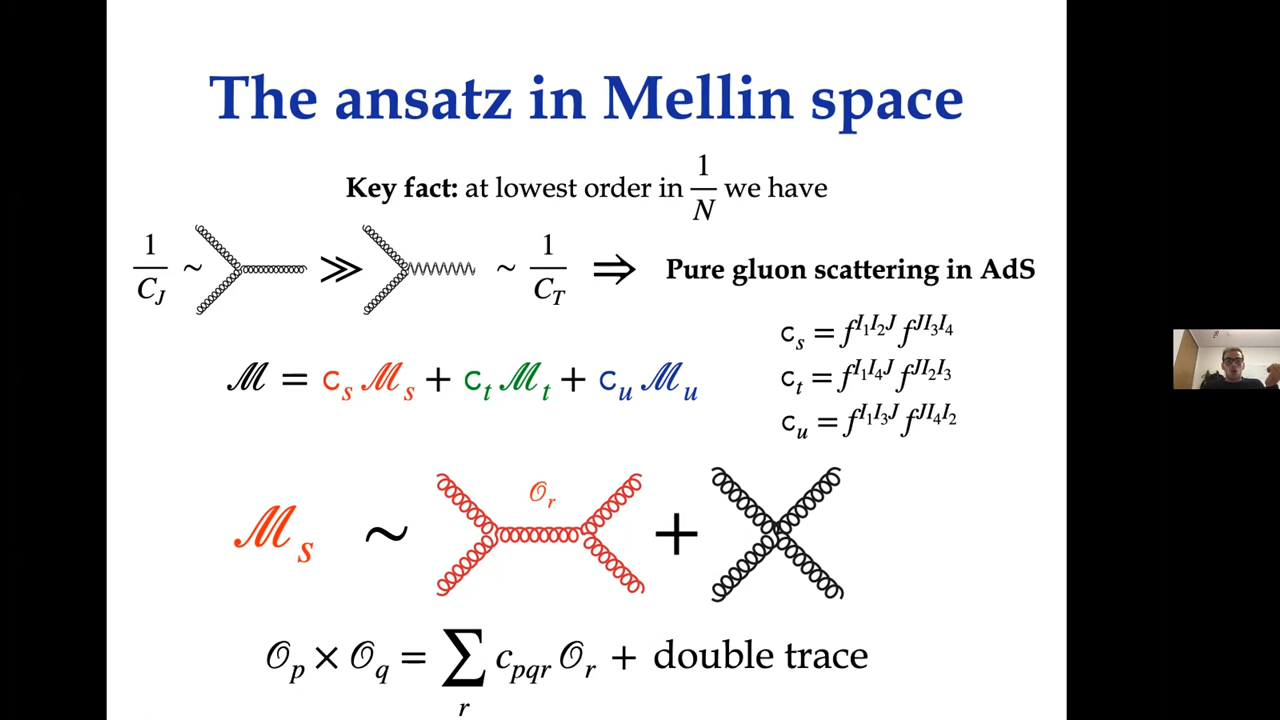 The ansatz in Mellin space
Key fact: at lowest order in 1/N we have
1/C_J ~ ≫ ~ 1/C_T ⇒ Pure gluon scattering in AdS
c_s = f^{I_1I_2J} f^{JI_3I_4}
ℳ = c_s ℳ_s + c_t ℳ_t + c_u ℳ_u
c_t = f^{I_1I_4J} f^{JI_2I_3}
c_u = f^{I_1I_3J} f^{JI_4I_2}
𝒪_r
ℳ_s ~ +
𝒪_p × 𝒪_q = ∑_r c_{pqr} 𝒪_r + double trace